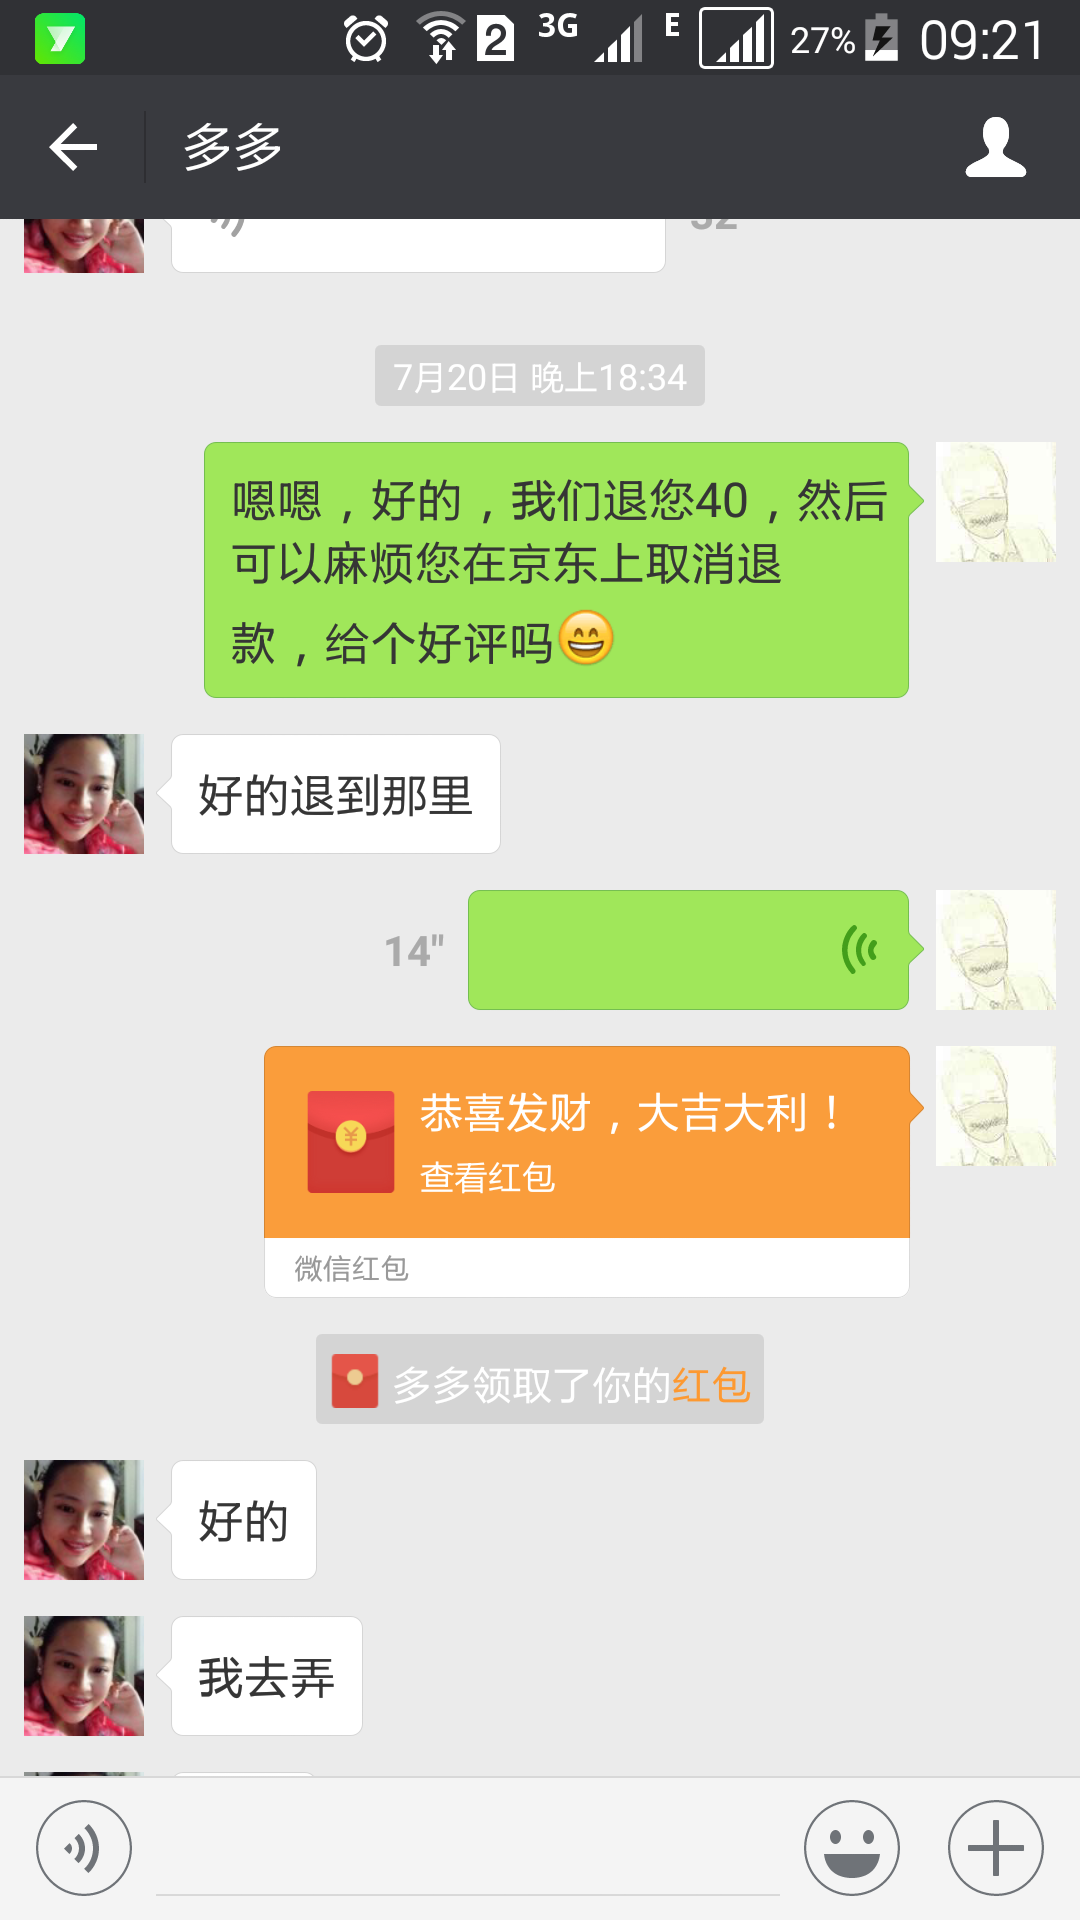 3G
E
27%
09:21
多多
7月20日 晚上18:34
嗯嗯，好的，我们退您40，然后
可以麻烦您在京东上取消退
款，给个好评吗😄
好的退到那里
14"
恭喜发财，大吉大利！
查看红包
微信红包
多多领取了你的红包
好的
我去弄